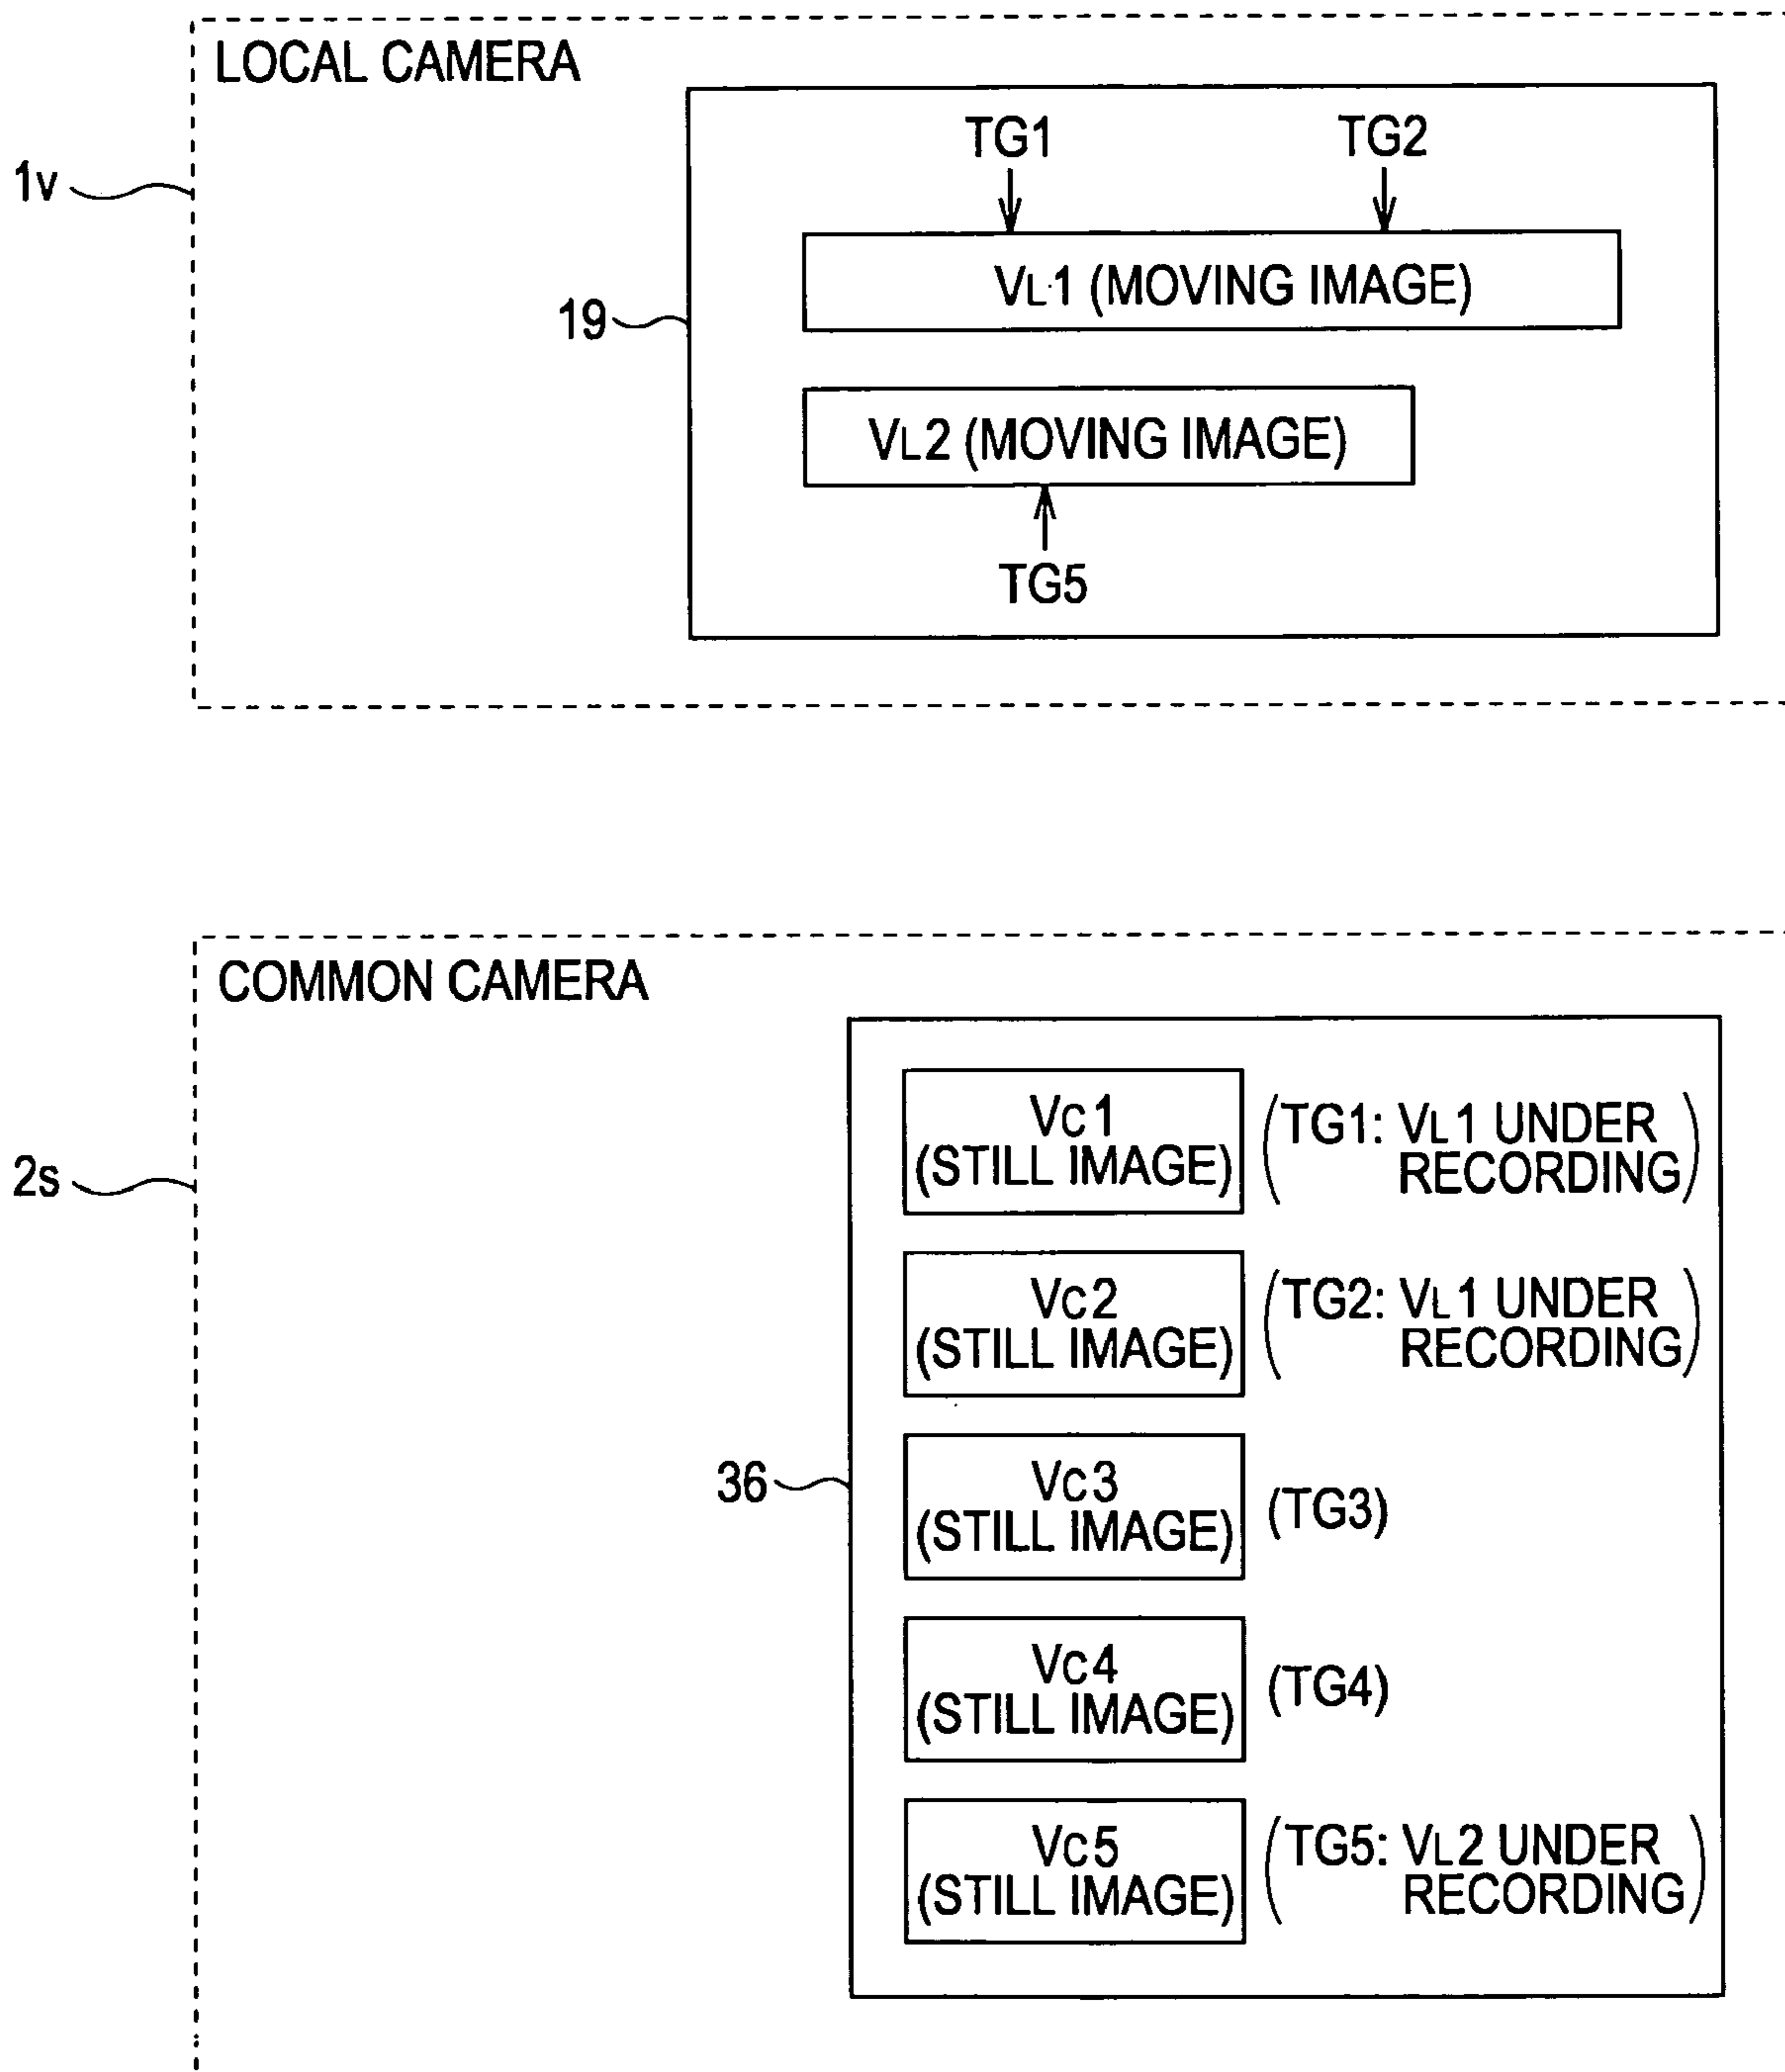 LOCAL CAMERA
1v
TG1 TG2
VL1 (MOVING IMAGE)
19
VL2 (MOVING IMAGE)
TG5
COMMON CAMERA
2s
36
Vc1
(STILL IMAGE)
(TG1: VL1 UNDER
RECORDING)
Vc2
(STILL IMAGE)
(TG2: VL1 UNDER
RECORDING)
Vc3
(STILL IMAGE)
(TG3)
Vc4
(STILL IMAGE)
(TG4)
Vc5
(STILL IMAGE)
(TG5: VL2 UNDER
RECORDING)